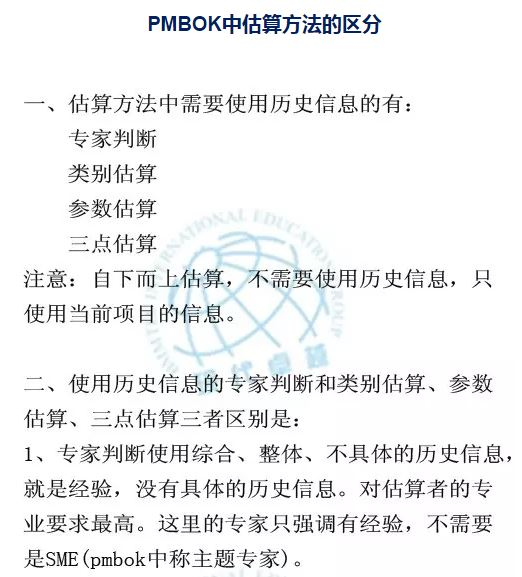 PMBOK中估算方法的区分
一、估算方法中需要使用历史信息的有：
专家判断
类别估算
参数估算
三点估算
注意：自下而上估算，不需要使用历史信息，只
使用当前项目的信息。
二、使用历史信息的专家判断和类别估算、参数
估算、三点估算三者区别是：
1、专家判断使用综合、整体、不具体的历史信息，
就是经验，没有具体的历史信息。对估算者的专
业要求最高。这里的专家只强调有经验，不需要
是SME(pmbok中称主题专家)。